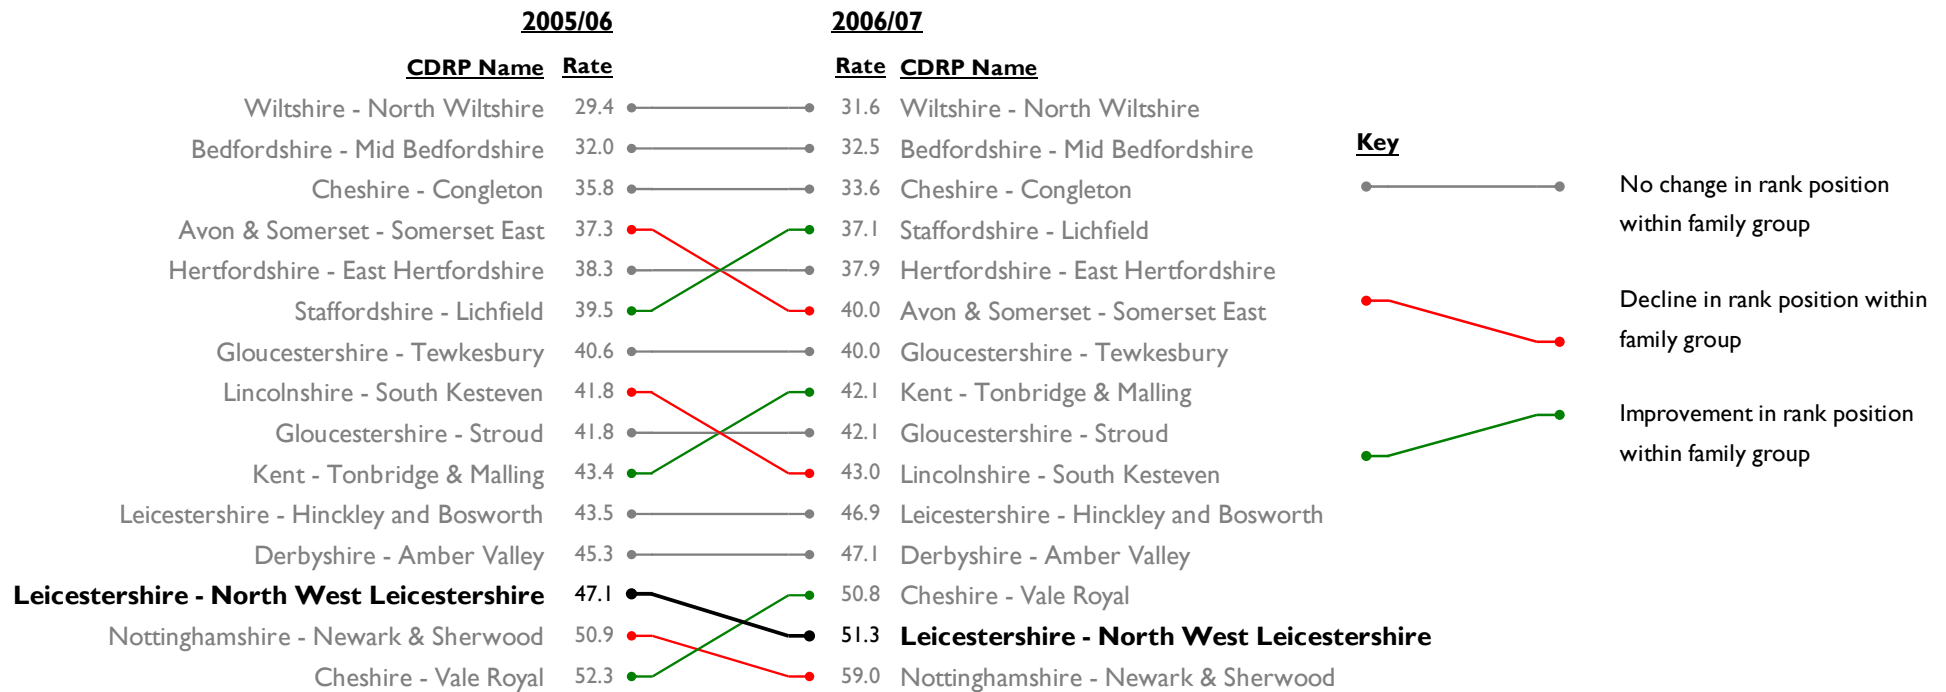 2005/06 2006/07
CDRP Name Rate Rate CDRP Name
Wiltshire - North Wiltshire 29.4 31.6 Wiltshire - North Wiltshire
Bedfordshire - Mid Bedfordshire 32.0 32.5 Bedfordshire - Mid Bedfordshire
Cheshire - Congleton 35.8 33.6 Cheshire - Congleton
Avon & Somerset - Somerset East 37.3 37.1 Staffordshire - Lichfield
Hertfordshire - East Hertfordshire 38.3 37.9 Hertfordshire - East Hertfordshire
Staffordshire - Lichfield 39.5 40.0 Avon & Somerset - Somerset East
Gloucestershire - Tewkesbury 40.6 40.0 Gloucestershire - Tewkesbury
Lincolnshire - South Kesteven 41.8 42.1 Kent - Tonbridge & Malling
Gloucestershire - Stroud 41.8 42.1 Gloucestershire - Stroud
Kent - Tonbridge & Malling 43.4 43.0 Lincolnshire - South Kesteven
Leicestershire - Hinckley and Bosworth 43.5 46.9 Leicestershire - Hinckley and Bosworth
Derbyshire - Amber Valley 45.3 47.1 Derbyshire - Amber Valley
Leicestershire - North West Leicestershire 47.1 50.8 Cheshire - Vale Royal
Nottinghamshire - Newark & Sherwood 50.9 51.3 Leicestershire - North West Leicestershire
Cheshire - Vale Royal 52.3 59.0 Nottinghamshire - Newark & Sherwood
Key
No change in rank position
within family group
Decline in rank position within
family group
Improvement in rank position
within family group